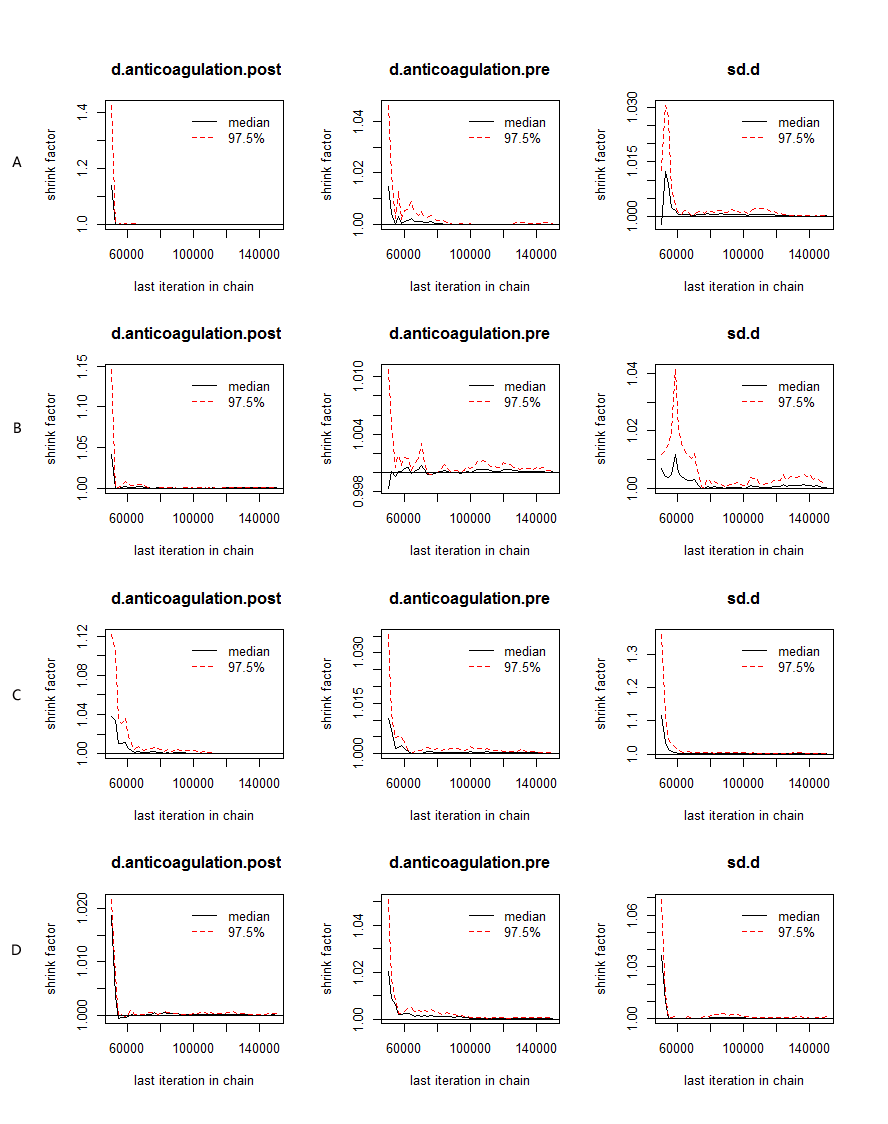 d.anticoagulation.post d.anticoagulation.pre sd.d
A
shrink factor
1.0 1.2 1.4
median
97.5%
60000 100000 140000
last iteration in chain
shrink factor
1.00 1.02 1.04
median
97.5%
60000 100000 140000
last iteration in chain
shrink factor
1.000 1.015 1.030
median
97.5%
60000 100000 140000
last iteration in chain
d.anticoagulation.post d.anticoagulation.pre sd.d
B
shrink factor
1.00 1.05 1.10 1.15
median
97.5%
60000 100000 140000
last iteration in chain
shrink factor
0.998 1.004 1.010
median
97.5%
60000 100000 140000
last iteration in chain
shrink factor
1.00 1.02 1.04
median
97.5%
60000 100000 140000
last iteration in chain
d.anticoagulation.post d.anticoagulation.pre sd.d
C
shrink factor
1.00 1.04 1.08 1.12
median
97.5%
60000 100000 140000
last iteration in chain
shrink factor
1.000 1.015 1.030
median
97.5%
60000 100000 140000
last iteration in chain
shrink factor
1.0 1.1 1.2 1.3
median
97.5%
60000 100000 140000
last iteration in chain
d.anticoagulation.post d.anticoagulation.pre sd.d
D
shrink factor
1.000 1.010 1.020
median
97.5%
60000 100000 140000
last iteration in chain
shrink factor
1.00 1.02 1.04
median
97.5%
60000 100000 140000
last iteration in chain
shrink factor
1.00 1.03 1.06
median
97.5%
60000 100000 140000
last iteration in chain